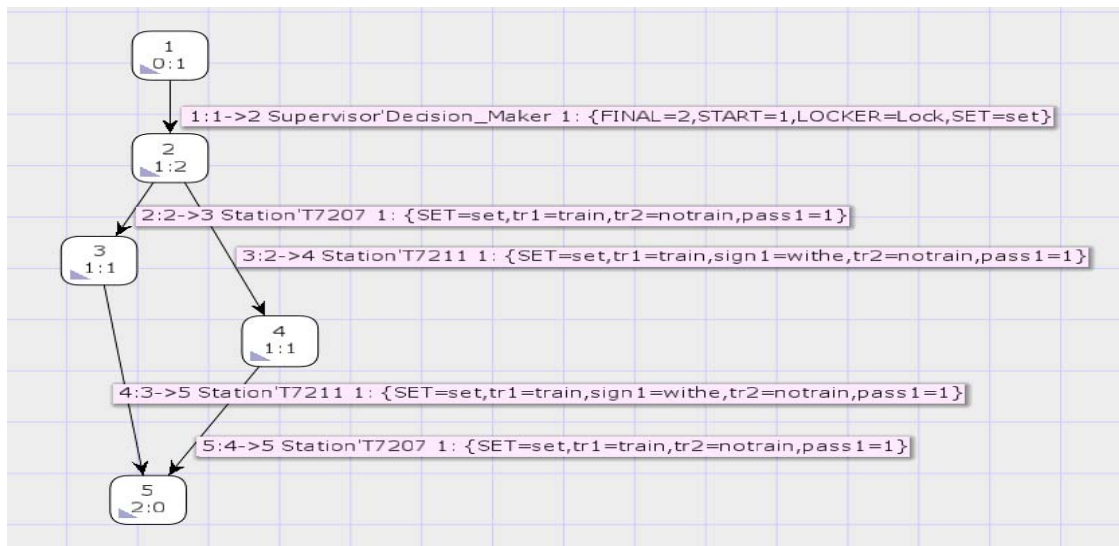 1
0:1
1:1->2 Supervisor'Decision_Maker 1: {FINAL=2,START=1,LOCKER=Lock,SET=set}
2
1:2
2:2->3 Station'T7207 1: {SET=set,tr1=train,tr2=notrain,pass1=1}
3
1:1
3:2->4 Station'T7211 1: {SET=set,tr1=train,sign1=withe,tr2=notrain,pass1=1}
4
1:1
4:3->5 Station'T7211 1: {SET=set,tr1=train,sign1=withe,tr2=notrain,pass1=1}
5:4->5 Station'T7207 1: {SET=set,tr1=train,tr2=notrain,pass1=1}
5
2:0